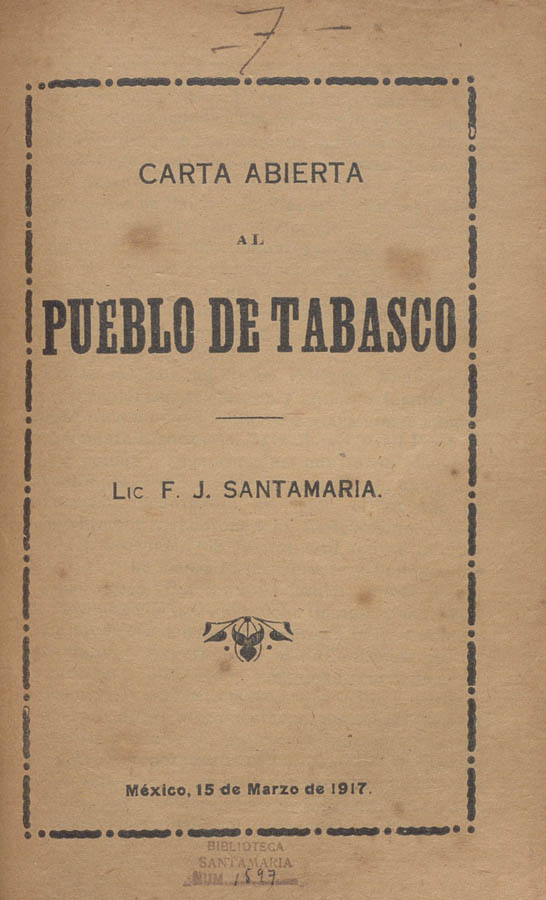 -7-
CARTA ABIERTA
AL
PUEBLO DE TABASCO
Lic F. J. SANTAMARIA.
México, 15 de Marzo de 1917.
BIBLIOTECA
SANTAMARIA
NUM. 1597